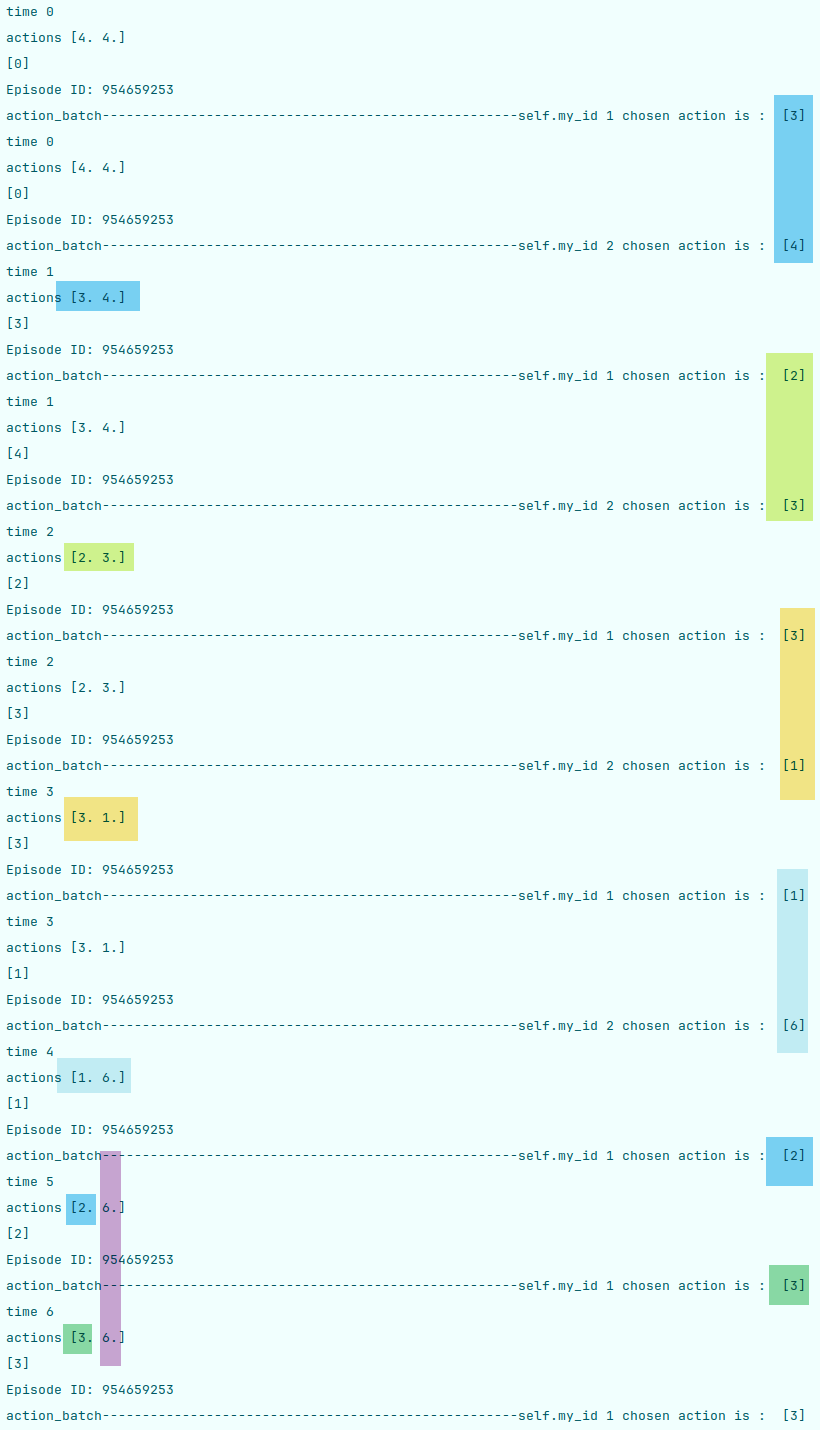 time 0
actions [4. 4.]
[0]
Episode ID: 954659253
action_batch----------------------------------------------------self.my_id 1 chosen action is :  [3]
time 0
actions [4. 4.]
[0]
Episode ID: 954659253
action_batch----------------------------------------------------self.my_id 2 chosen action is :  [4]
time 1
actions [3. 4.]
[3]
Episode ID: 954659253
action_batch----------------------------------------------------self.my_id 1 chosen action is :  [2]
time 1
actions [3. 4.]
[4]
Episode ID: 954659253
action_batch----------------------------------------------------self.my_id 2 chosen action is :  [3]
time 2
actions [2. 3.]
[2]
Episode ID: 954659253
action_batch----------------------------------------------------self.my_id 1 chosen action is :  [3]
time 2
actions [2. 3.]
[3]
Episode ID: 954659253
action_batch----------------------------------------------------self.my_id 2 chosen action is :  [1]
time 3
actions [3. 1.]
[3]
Episode ID: 954659253
action_batch----------------------------------------------------self.my_id 1 chosen action is :  [1]
time 3
actions [3. 1.]
[1]
Episode ID: 954659253
action_batch----------------------------------------------------self.my_id 2 chosen action is :  [6]
time 4
actions [1. 6.]
[1]
Episode ID: 954659253
action_batch----------------------------------------------------self.my_id 1 chosen action is :  [2]
time 5
actions [2. 6.]
[2]
Episode ID: 954659253
action_batch----------------------------------------------------self.my_id 1 chosen action is :  [3]
time 6
actions [3. 6.]
[3]
Episode ID: 954659253
action_batch----------------------------------------------------self.my_id 1 chosen action is :  [3]